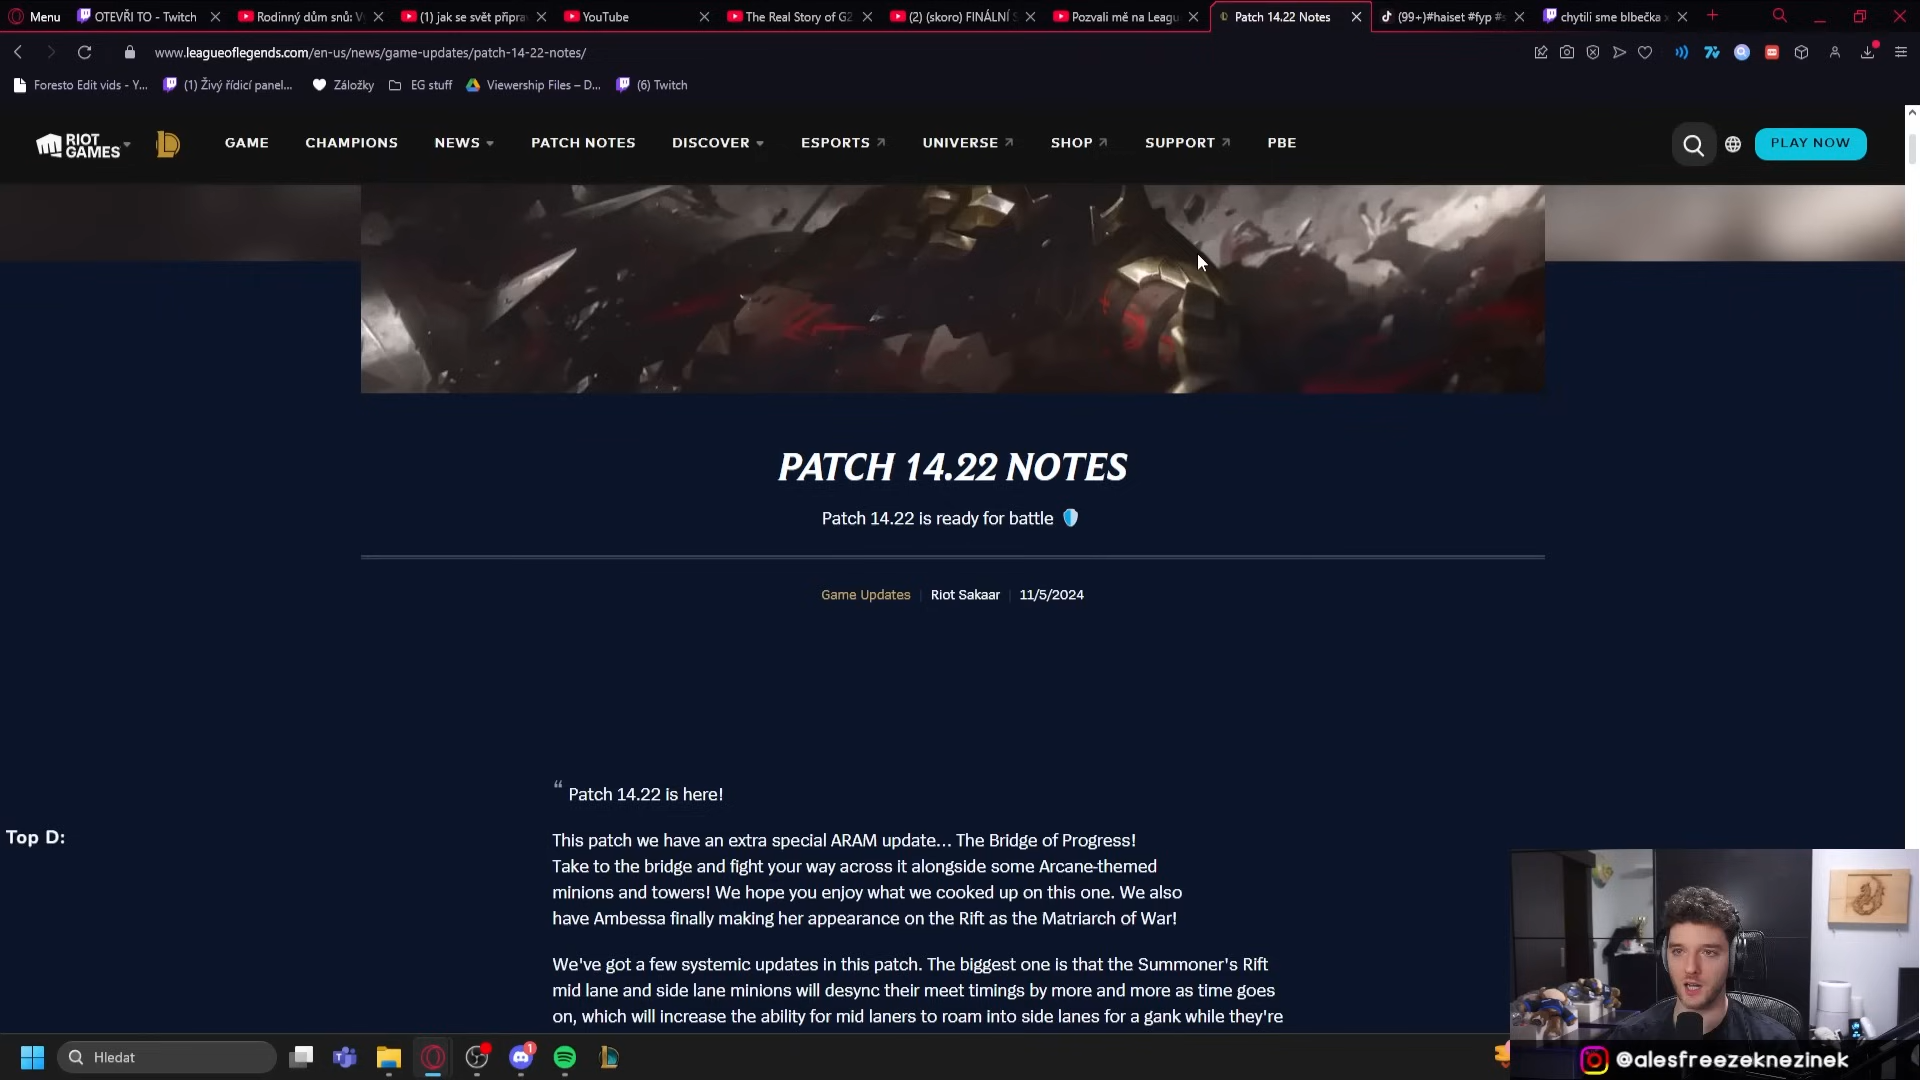 Menu
OTEVŘI TO - Twitch
Rodinný dům snů: V
(1) jak se svět připra
YouTube
The Real Story of G2
(2) (skoro) FINÁLNÍ S
Pozvali mě na Leagu
Patch 14.22 Notes
(99+)#haiset #fyp #s
chytili sme blbečka
www.leagueoflegends.com/en-us/news/game-updates/patch-14-22-notes/
Foresto Edit vids - Y...
(1) Živý řídicí panel...
Záložky
EG stuff
Viewership Files – D...
(6) Twitch
RIOT GAMES
GAME
CHAMPIONS
NEWS
PATCH NOTES
DISCOVER
ESPORTS
UNIVERSE
SHOP
SUPPORT
PBE
PLAY NOW
PATCH 14.22 NOTES
Patch 14.22 is ready for battle
Game Updates
Riot Sakaar
11/5/2024
“ Patch 14.22 is here!
Top D:
This patch we have an extra special ARAM update… The Bridge of Progress!
Take to the bridge and fight your way across it alongside some Arcane-themed
minions and towers! We hope you enjoy what we cooked up on this one. We also
have Ambessa finally making her appearance on the Rift as the Matriarch of War!
We've got a few systemic updates in this patch. The biggest one is that the Summoner's Rift
mid lane and side lane minions will desync their meet timings by more and more as time goes
on, which will increase the ability for mid laners to roam into side lanes for a gank while they're
Hledat
1
@alesfreezeknezinek